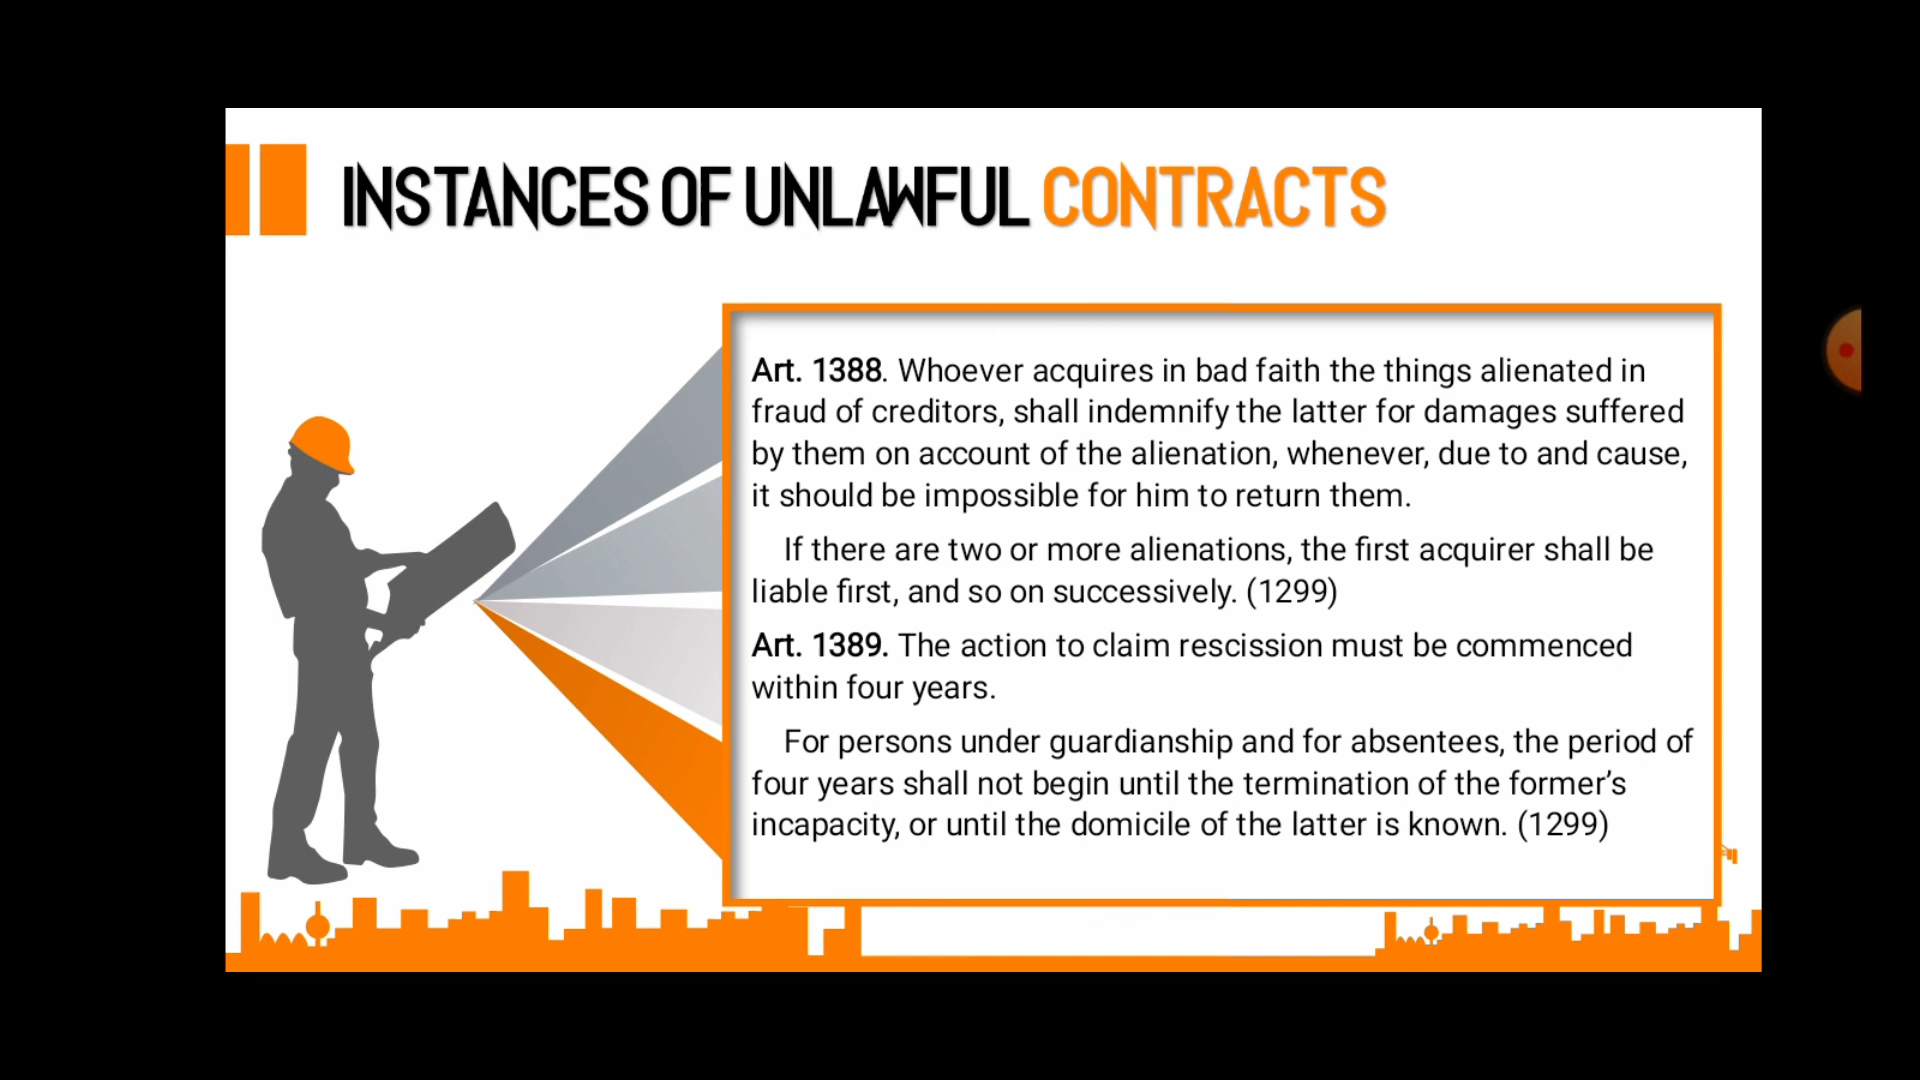 INSTANCES OF UNLAWFUL CONTRACTS
Art. 1388. Whoever acquires in bad faith the things alienated in
fraud of creditors, shall indemnify the latter for damages suffered
by them on account of the alienation, whenever, due to and cause,
it should be impossible for him to return them.
If there are two or more alienations, the first acquirer shall be
liable first, and so on successively. (1299)
Art. 1389. The action to claim rescission must be commenced
within four years.
For persons under guardianship and for absentees, the period of
four years shall not begin until the termination of the former’s
incapacity, or until the domicile of the latter is known. (1299)